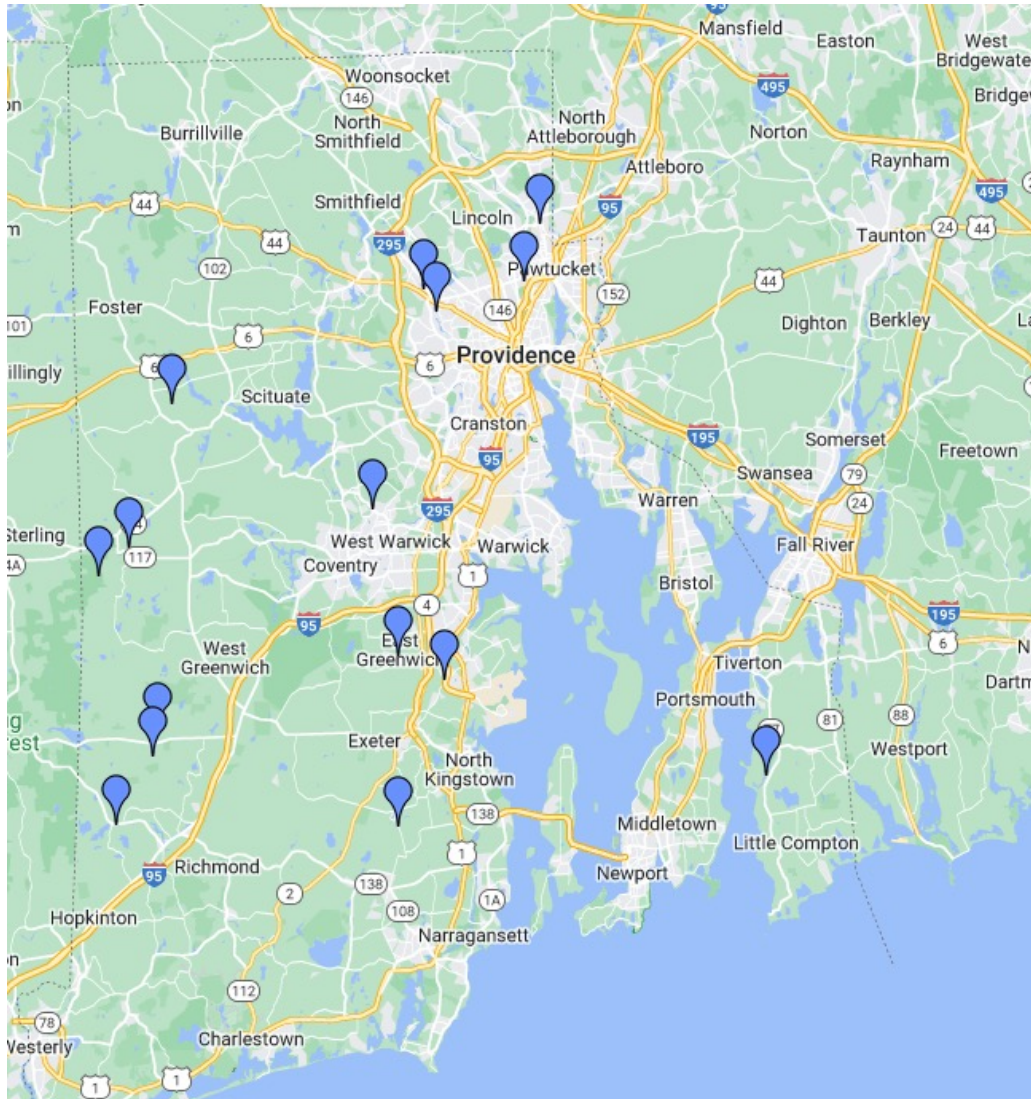 95
Mansfield
Easton
West
Bridgewater
Woonsocket
495
146
on
Burrillville
North
Smithfield
North
Attleborough
Norton
Attleboro
Raynham
Smithfield
44
95
495
Lincoln
24
44
Taunton
44
295
102
Pawtucket
44
146
152
Foster
Dighton
Berkley
101
6
Providence
6
6
Scituate
Cranston
195
Somerset
Freetown
95
Swansea
79
24
Warren
295
Sterling
West Warwick
Warwick
Fall River
117
Coventry
1
Bristol
4
195
95
6
East
Greenwich
West
Greenwich
Tiverton
Portsmouth
81
88
Exeter
Westport
North
Kingstown
138
Middletown
Little Compton
Richmond
1
95
Newport
138
2
1A
108
Hopkinton
Narragansett
112
78
Charlestown
Westerly
1
1